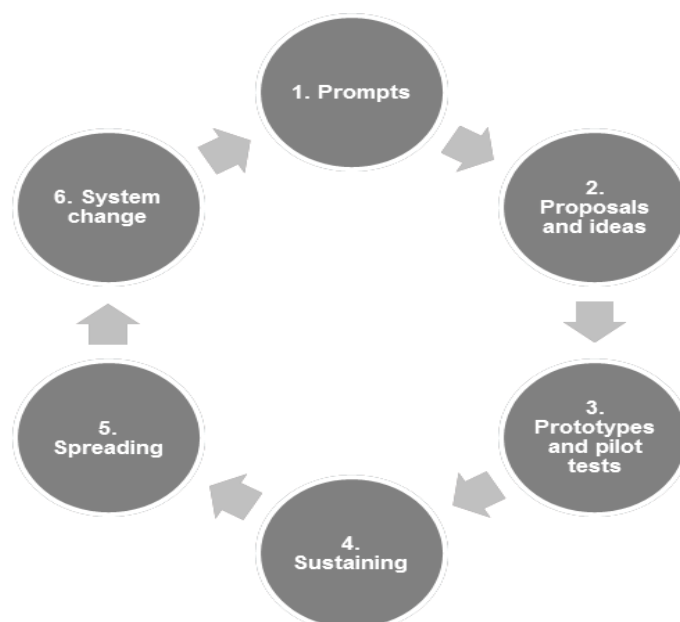 1. Prompts
2.
Proposals
and ideas
3.
Prototypes
and pilot
tests
4.
Sustaining
5.
Spreading
6. System
change